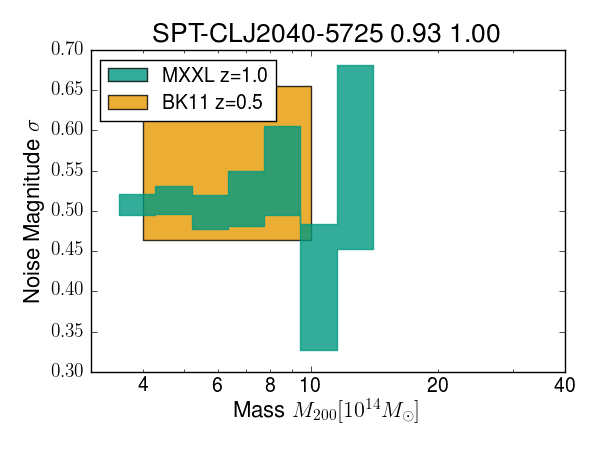 SPT-CLJ2040-5725 0.93 1.00
0.70
0.65
0.60
0.55
0.50
0.45
0.40
0.35
0.30
Noise Magnitude σ
MXXL z=1.0
BK11 z=0.5
4 6 8 10 20 40
Mass M₂₀₀[10¹⁴M☉]